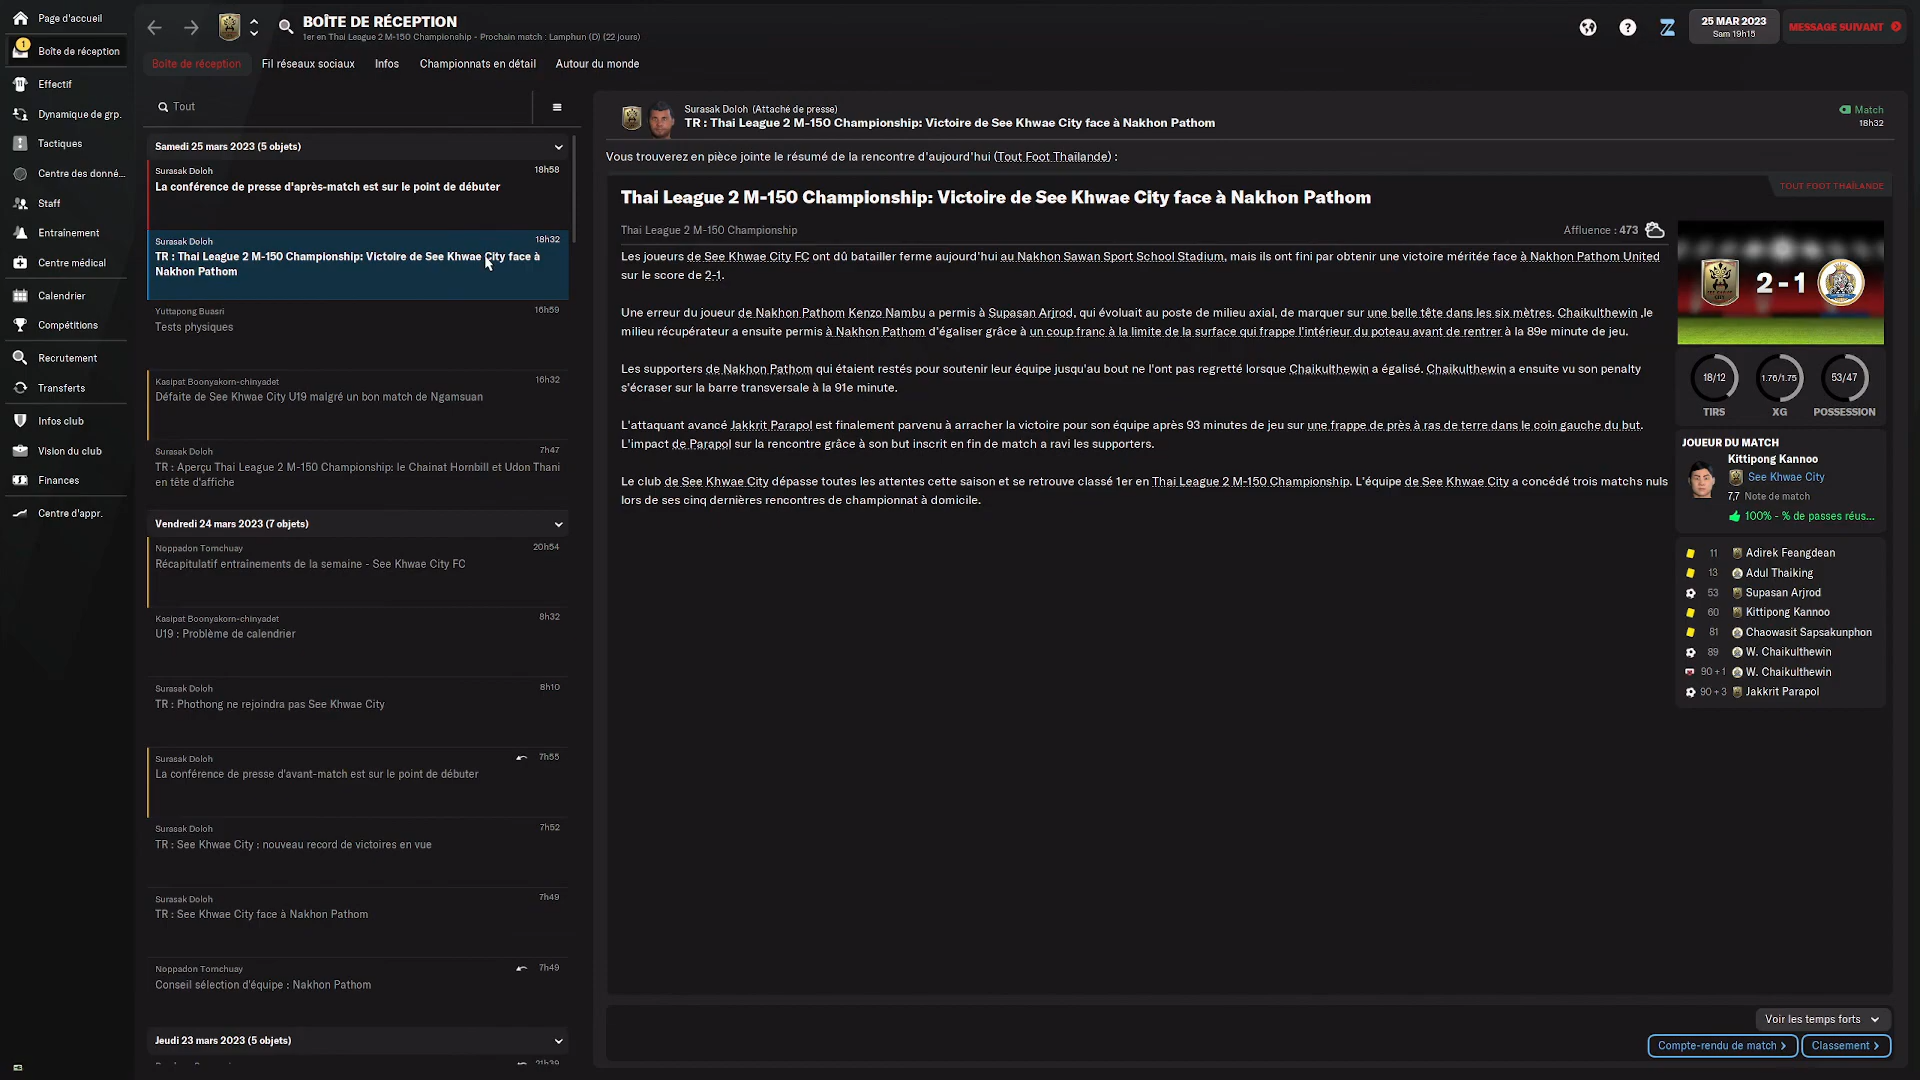 Page d'accueil
1
Boîte de réception
Effectif
Dynamique de grp.
Tactiques
Centre des donné...
Staff
Entraînement
Centre médical
Calendrier
Compétitions
Recrutement
Transferts
Infos club
Vision du club
Finances
Centre d'appr.
BOÎTE DE RÉCEPTION
1er en Thai League 2 M-150 Championship - Prochain match : Lamphun (D) (22 jours)
25 MAR 2023
Sam 19h15
MESSAGE SUIVANT
Boîte de réception
Fil réseaux sociaux
Infos
Championnats en détail
Autour du monde
Tout
Samedi 25 mars 2023 (5 objets)
Surasak Doloh
18h58
La conférence de presse d'après-match est sur le point de débuter
Surasak Doloh
18h32
TR : Thai League 2 M-150 Championship: Victoire de See Khwae City face à
Nakhon Pathom
Yuttapong Buasri
16h59
Tests physiques
Kasipat Boonyakorn-chinyadet
16h32
Défaite de See Khwae City U19 malgré un bon match de Ngamsuan
Surasak Doloh
7h47
TR : Aperçu Thai League 2 M-150 Championship: le Chainat Hornbill et Udon Thani
en tête d'affiche
Vendredi 24 mars 2023 (7 objets)
Noppadon Tornchuay
20h54
Récapitulatif entraînements de la semaine - See Khwae City FC
Kasipat Boonyakorn-chinyadet
8h32
U19 : Problème de calendrier
Surasak Doloh
8h10
TR : Phothong ne rejoindra pas See Khwae City
Surasak Doloh
7h55
La conférence de presse d'avant-match est sur le point de débuter
Surasak Doloh
7h52
TR : See Khwae City : nouveau record de victoires en vue
Surasak Doloh
7h49
TR : See Khwae City face à Nakhon Pathom
Noppadon Tornchuay
7h49
Conseil sélection d'équipe : Nakhon Pathom
Jeudi 23 mars 2023 (5 objets)
Surasak Doloh (Attaché de presse)
TR : Thai League 2 M-150 Championship: Victoire de See Khwae City face à Nakhon Pathom
Match
18h32
Vous trouverez en pièce jointe le résumé de la rencontre d'aujourd'hui (Tout Foot Thaïlande) :
TOUT FOOT THAÏLANDE
Thai League 2 M-150 Championship: Victoire de See Khwae City face à Nakhon Pathom
Thai League 2 M-150 Championship
Affluence : 473
Les joueurs de See Khwae City FC ont dû batailler ferme aujourd'hui au Nakhon Sawan Sport School Stadium, mais ils ont fini par obtenir une victoire méritée face à Nakhon Pathom United
sur le score de 2-1.
Une erreur du joueur de Nakhon Pathom Kenzo Nambu a permis à Supasan Arjrod, qui évoluait au poste de milieu axial, de marquer sur une belle tête dans les six mètres. Chaikulthewin ,le
milieu récupérateur a ensuite permis à Nakhon Pathom d'égaliser grâce à un coup franc à la limite de la surface qui frappe l'intérieur du poteau avant de rentrer à la 89e minute de jeu.
Les supporters de Nakhon Pathom qui étaient restés pour soutenir leur équipe jusqu'au bout ne l'ont pas regretté lorsque Chaikulthewin a égalisé. Chaikulthewin a ensuite vu son penalty
s'écraser sur la barre transversale à la 91e minute.
L'attaquant avancé Jakkrit Parapol est finalement parvenu à arracher la victoire pour son équipe après 93 minutes de jeu sur une frappe de près à ras de terre dans le coin gauche du but.
L'impact de Parapol sur la rencontre grâce à son but inscrit en fin de match a ravi les supporters.
Le club de See Khwae City dépasse toutes les attentes cette saison et se retrouve classé 1er en Thai League 2 M-150 Championship. L'équipe de See Khwae City a concédé trois matchs nuls
lors de ses cinq dernières rencontres de championnat à domicile.
2 - 1
18/12
1.76/1.75
53/47
TIRS
XG
POSSESSION
JOUEUR DU MATCH
Kittipong Kannoo
See Khwae City
7,7 Note de match
100% - % de passes réus...
11 Adirek Feangdean
13 Adul Thaiking
53 Supasan Arjrod
60 Kittipong Kannoo
81 Chaowasit Sapsakunphon
89 W. Chaikulthewin
90 + 1 W. Chaikulthewin
90 + 3 Jakkrit Parapol
Voir les temps forts
Compte-rendu de match
Classement